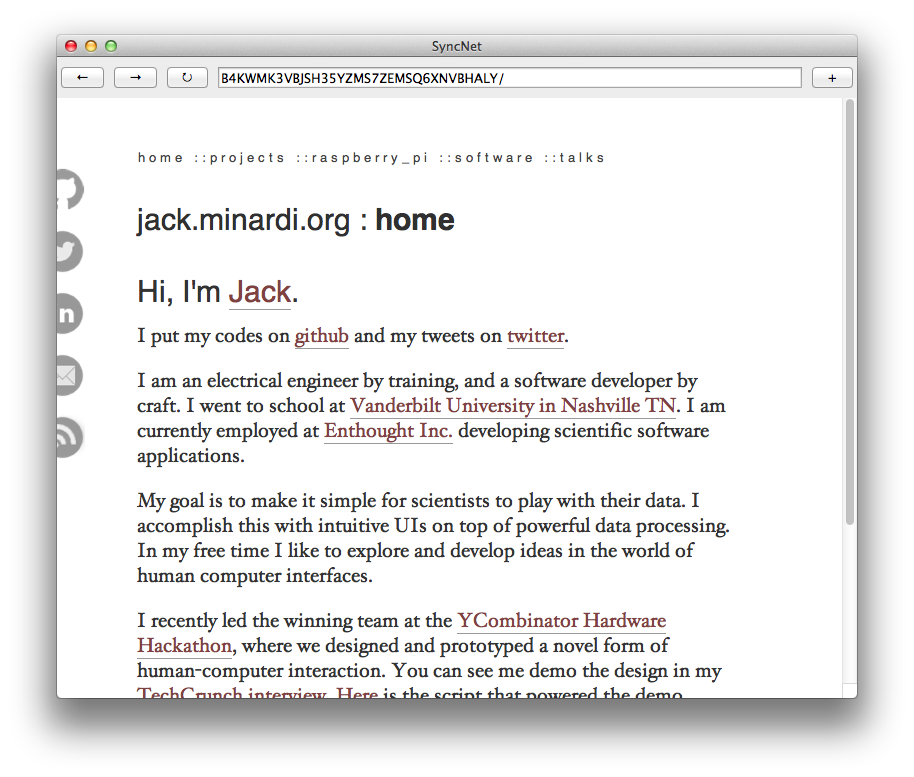 SyncNet
← → ↻ B4KWMK3VBJSH35YZMS7ZEMSQ6XNVBHALY/ +
home ::projects ::raspberry_pi ::software ::talks
jack.minardi.org : home
Hi, I'm Jack.
I put my codes on github and my tweets on twitter.
I am an electrical engineer by training, and a software developer by
craft. I went to school at Vanderbilt University in Nashville TN. I am
currently employed at Enthought Inc. developing scientific software
applications.
My goal is to make it simple for scientists to play with their data. I
accomplish this with intuitive UIs on top of powerful data processing.
In my free time I like to explore and develop ideas in the world of
human computer interfaces.
I recently led the winning team at the YCombinator Hardware
Hackathon, where we designed and prototyped a novel form of
human-computer interaction. You can see me demo the design in my
TechCrunch interview. Here is the script that powered the demo.
in